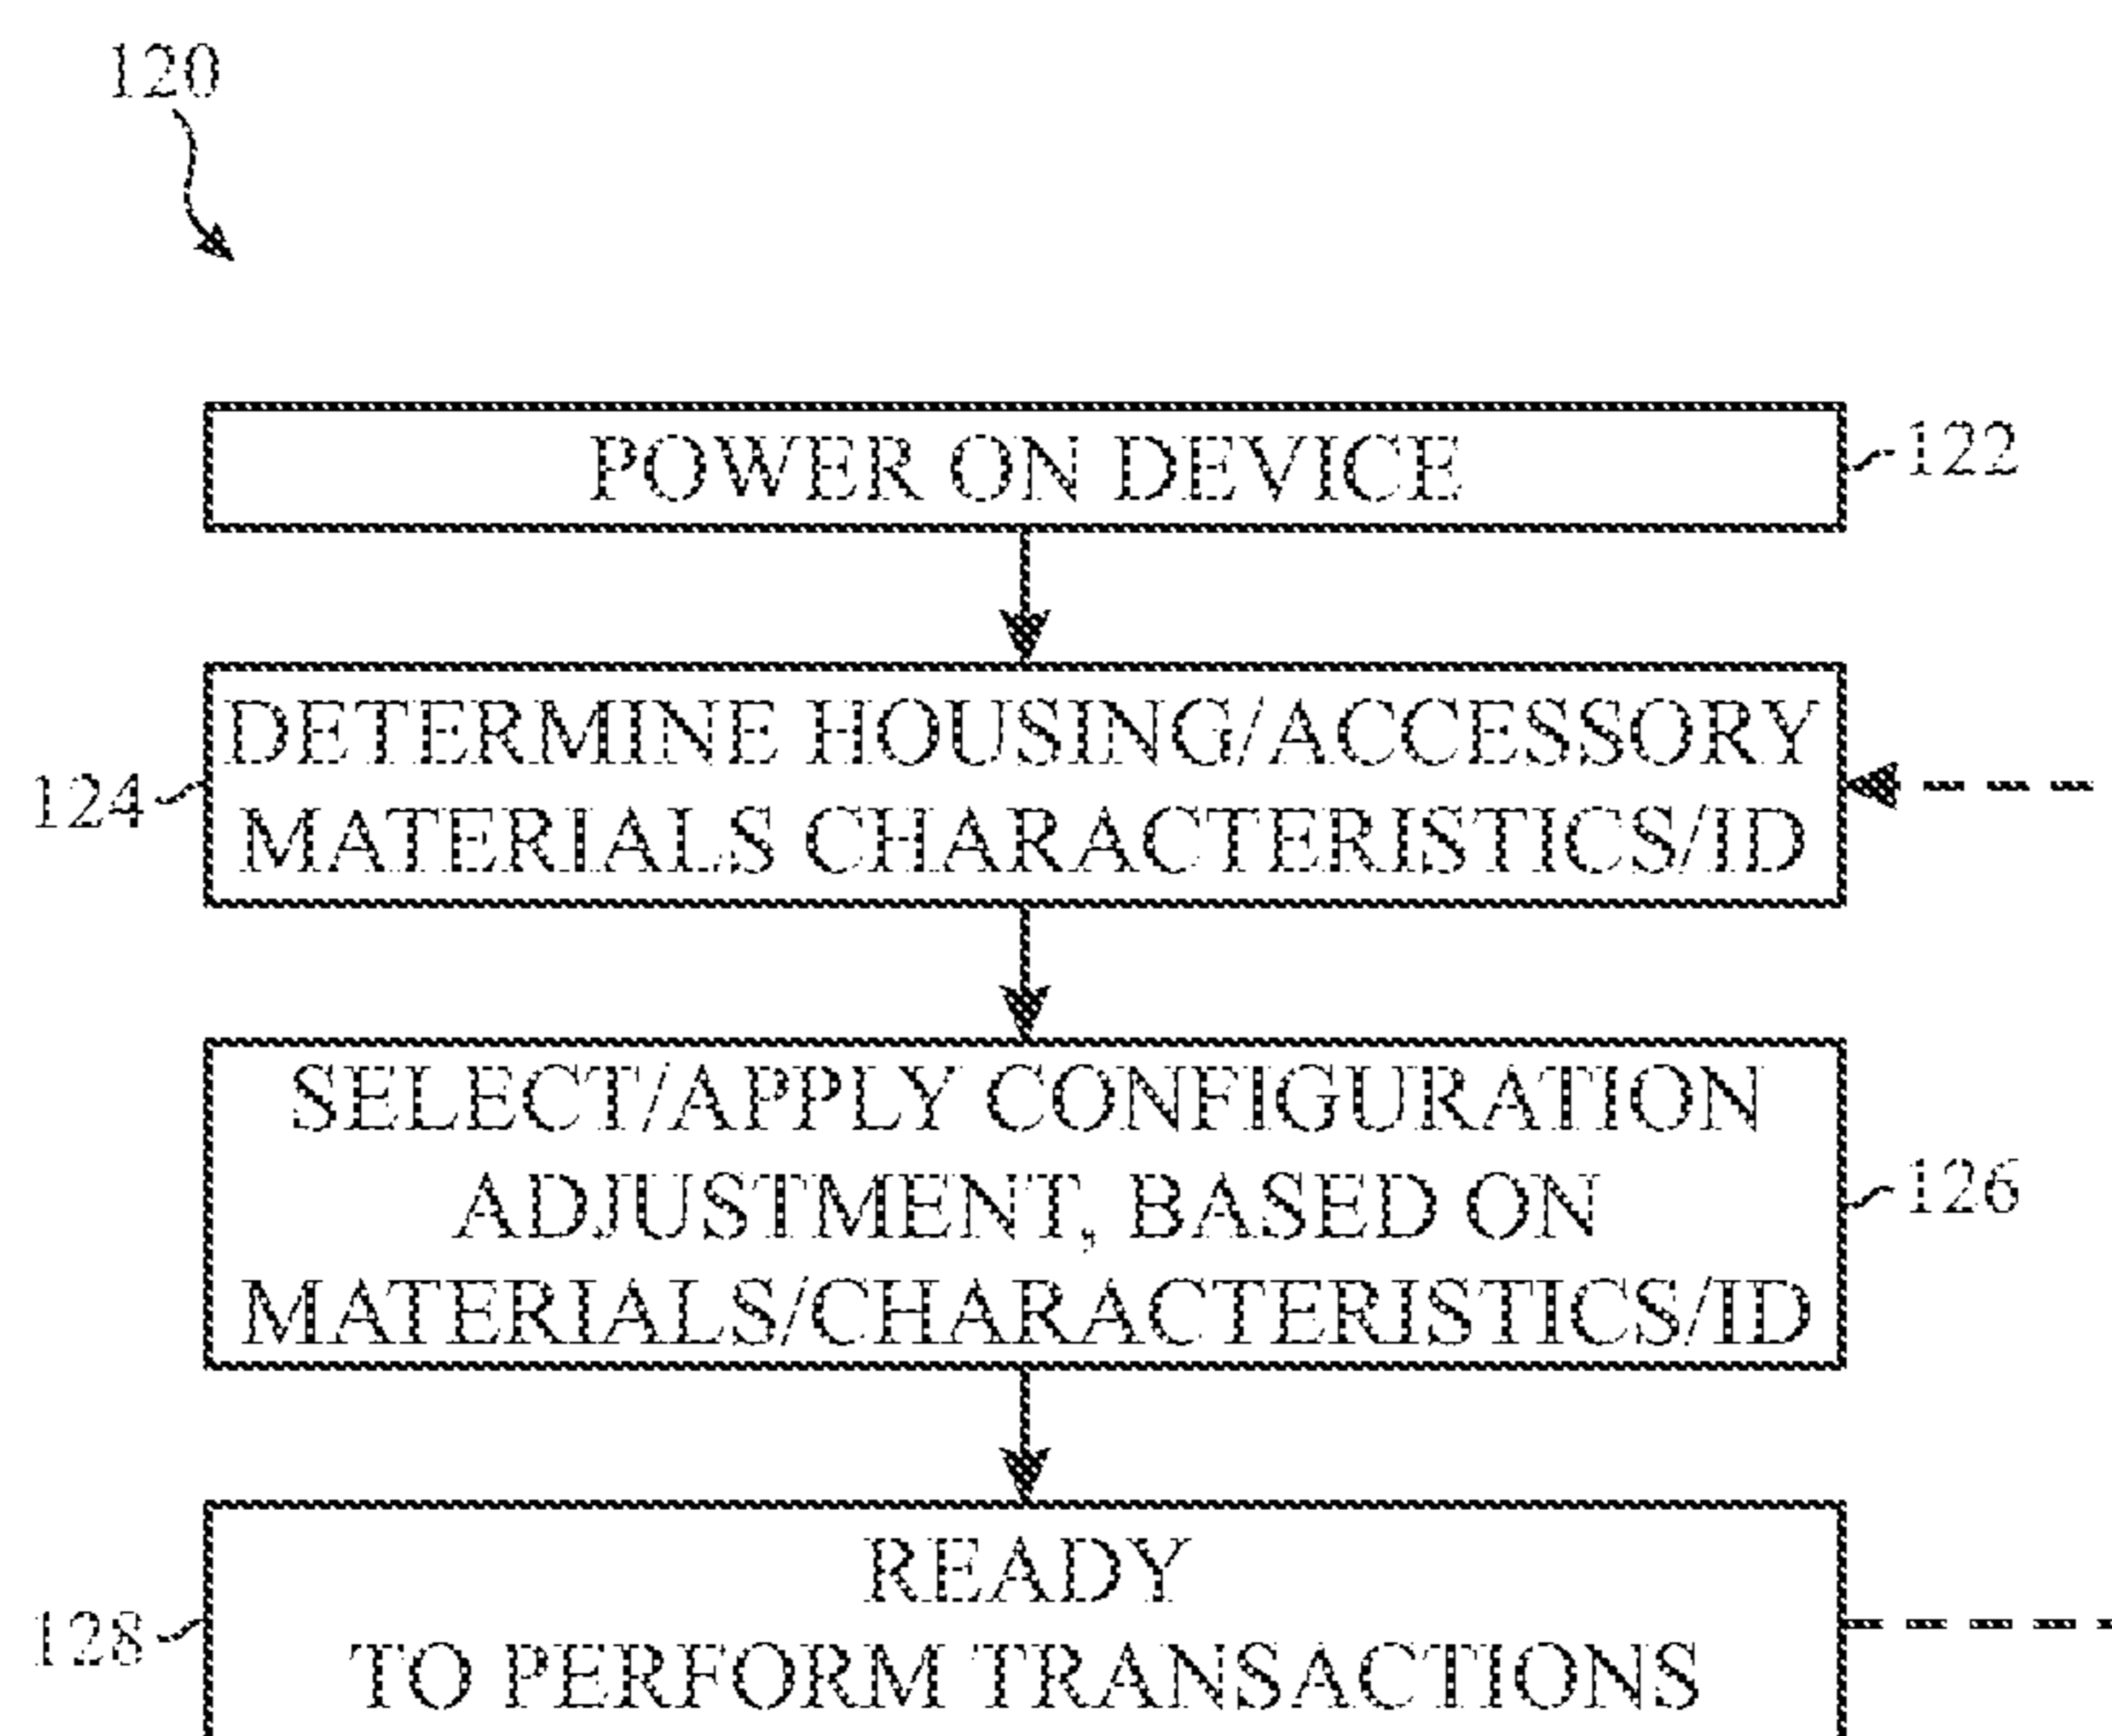 120
POWER ON DEVICE
122
DETERMINE HOUSING/ACCESSORY
MATERIALS CHARACTERISTICS/ID
124
SELECT/APPLY CONFIGURATION
ADJUSTMENT, BASED ON
MATERIALS/CHARACTERISTICS/ID
126
READY
TO PERFORM TRANSACTIONS
128